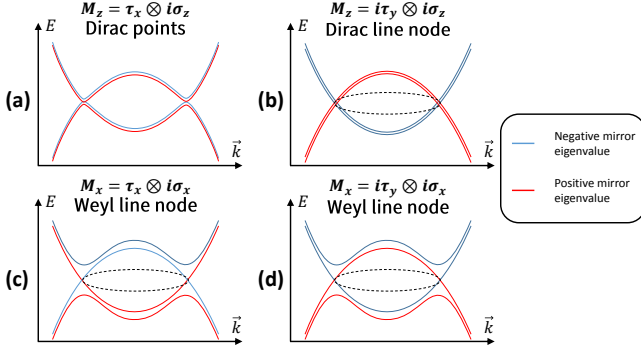 M_z = τ_x ⊗ iσ_z
Dirac points
E
(a)
k⃗
M_z = iτ_y ⊗ iσ_z
Dirac line node
E
(b)
k⃗
M_x = τ_x ⊗ iσ_x
Weyl line node
E
(c)
k⃗
M_x = iτ_y ⊗ iσ_x
Weyl line node
E
(d)
k⃗
Negative mirror
eigenvalue
Positive mirror
eigenvalue